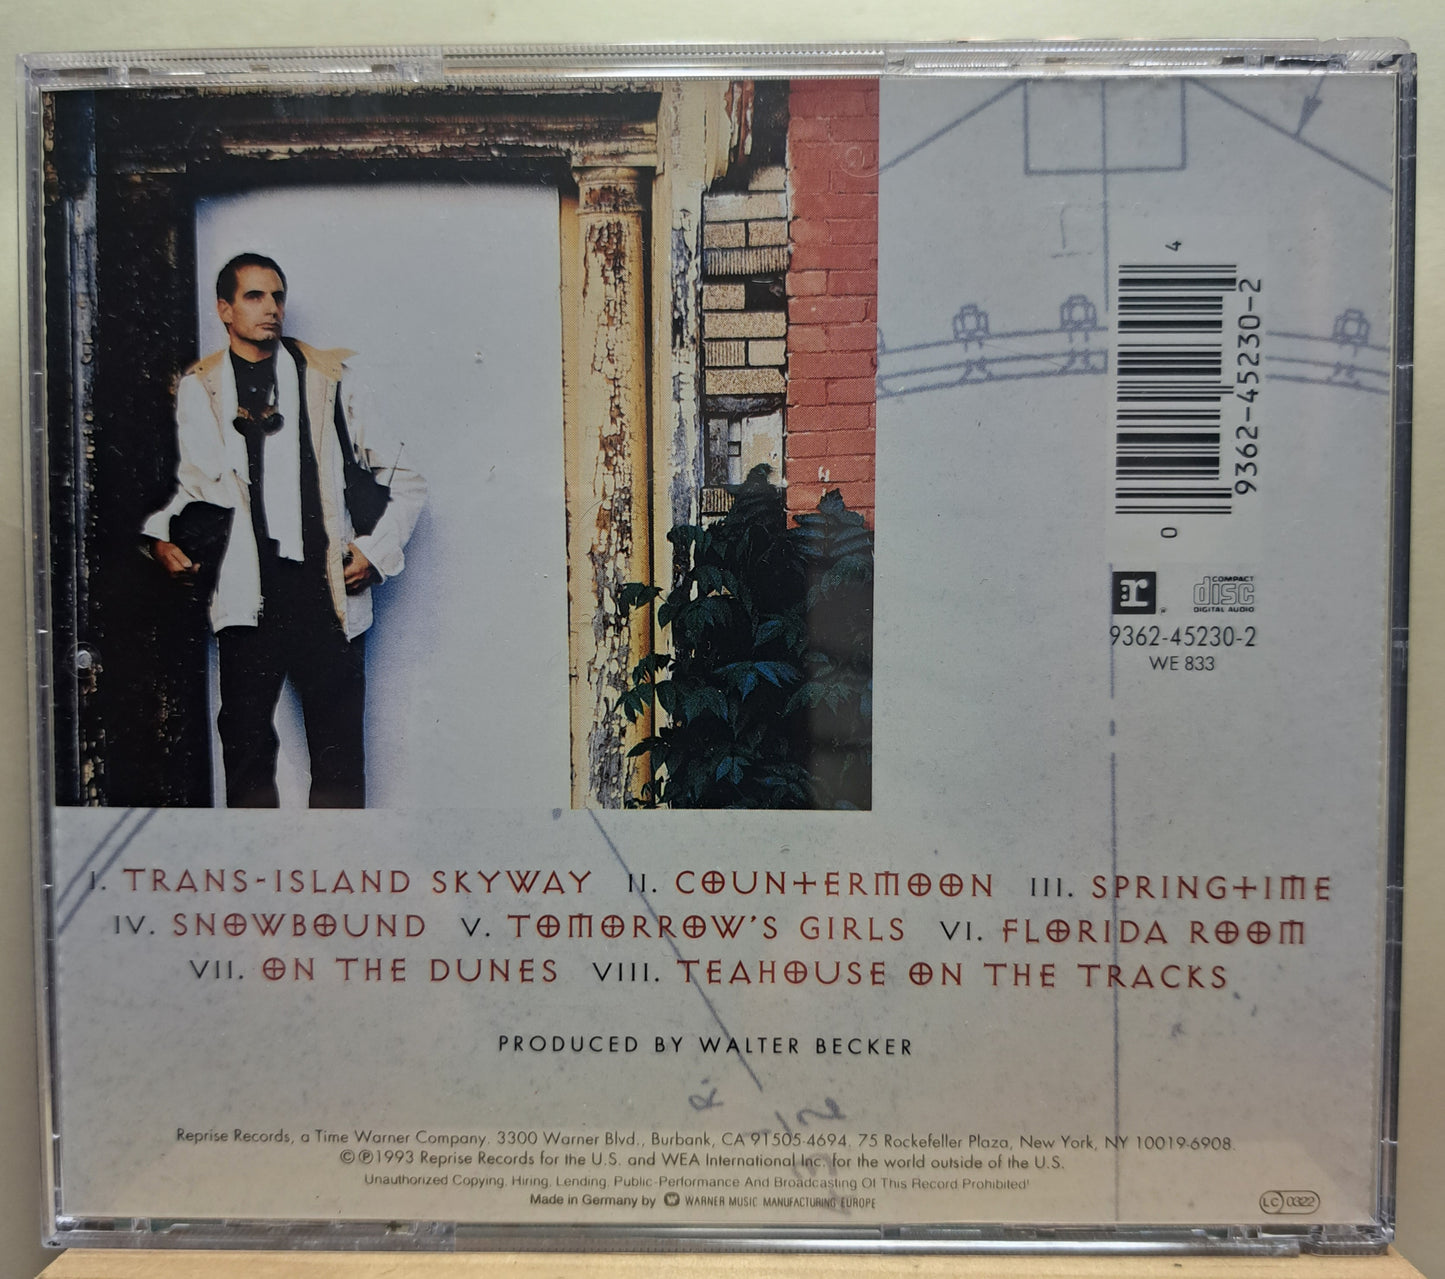 4
9362-45230-2
0
r
COMPACT
disc
DIGITAL AUDIO
9362-45230-2
WE 833
I. TRANS-ISLAND SKYWAY II. COUNTERMOON III. SPRINGTIME
IV. SNOWBOUND V. TOMORROW'S GIRLS VI. FLORIDA ROOM
VII. ON THE DUNES VIII. TEAHOUSE ON THE TRACKS
PRODUCED BY WALTER BECKER
Reprise Records, a Time Warner Company. 3300 Warner Blvd., Burbank, CA 91505-4694. 75 Rockefeller Plaza, New York, NY 10019-6908.
©℗1993 Reprise Records for the U.S. and WEA International Inc. for the world outside of the U.S.
Unauthorized Copying, Hiring, Lending, Public-Performance And Broadcasting Of This Record Prohibited!
Made in Germany by WARNER MUSIC MANUFACTURING EUROPE
LC 0322